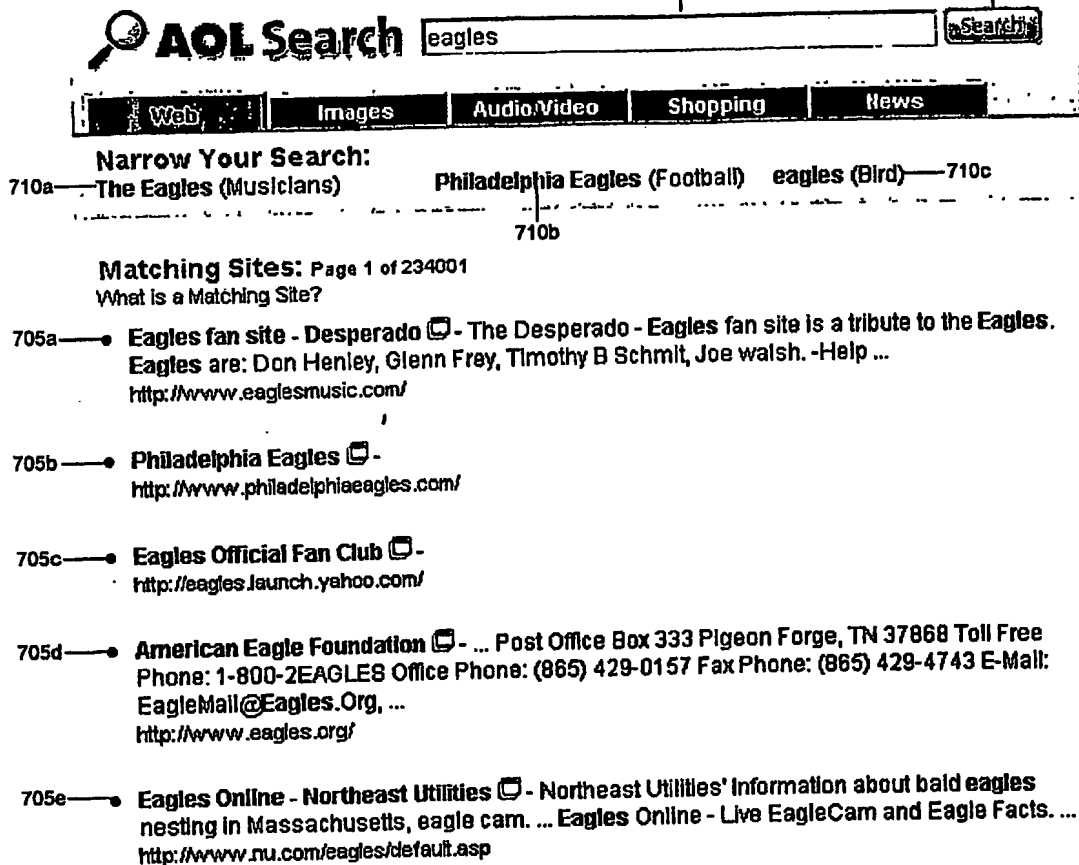 AOL Search eagles Search
Web Images Audio/Video Shopping News
Narrow Your Search:
710a The Eagles (Musicians) Philadelphia Eagles (Football) eagles (Bird) 710c
710b
Matching Sites: Page 1 of 234001
What is a Matching Site?
705a Eagles fan site - Desperado - The Desperado - Eagles fan site is a tribute to the Eagles.
Eagles are: Don Henley, Glenn Frey, Timothy B Schmit, Joe walsh. -Help ...
http://www.eaglesmusic.com/
705b Philadelphia Eagles -
http://www.philadelphiaeagles.com/
705c Eagles Official Fan Club -
http://eagles.launch.yahoo.com/
705d American Eagle Foundation - ... Post Office Box 333 Pigeon Forge, TN 37868 Toll Free
Phone: 1-800-2EAGLES Office Phone: (865) 429-0157 Fax Phone: (865) 429-4743 E-Mail:
EagleMail@Eagles.Org, ...
http://www.eagles.org/
705e Eagles Online - Northeast Utilities - Northeast Utilities' Information about bald eagles
nesting in Massachusetts, eagle cam. ... Eagles Online - Live EagleCam and Eagle Facts. ...
http://www.nu.com/eagles/default.asp